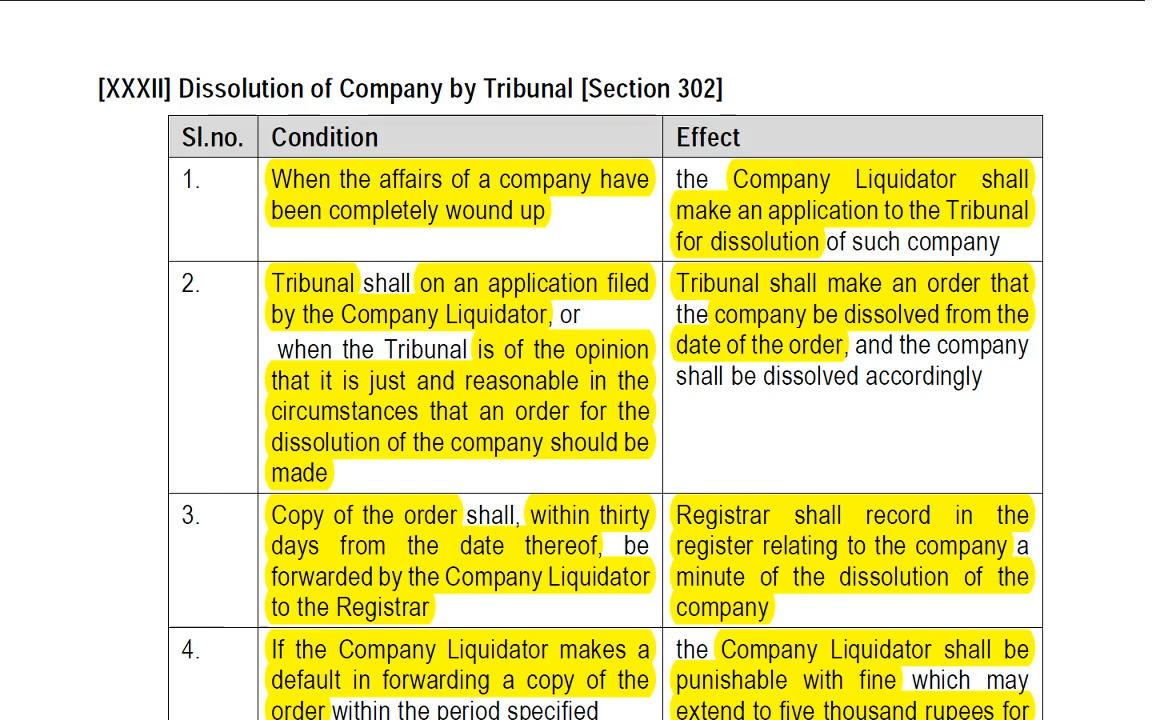 [XXXII] Dissolution of Company by Tribunal [Section 302]
Sl.no. Condition Effect
1. When the affairs of a company have been completely wound up
the Company Liquidator shall
make an application to the Tribunal
for dissolution of such company
2. Tribunal shall on an application filed
by the Company Liquidator, or
when the Tribunal is of the opinion
that it is just and reasonable in the
circumstances that an order for the
dissolution of the company should be
made
Tribunal shall make an order that
the company be dissolved from the
date of the order, and the company
shall be dissolved accordingly
3. Copy of the order shall, within thirty
days from the date thereof, be
forwarded by the Company Liquidator
to the Registrar
Registrar shall record in the
register relating to the company a
minute of the dissolution of the
company
4. If the Company Liquidator makes a
default in forwarding a copy of the
order within the period specified
the Company Liquidator shall be
punishable with fine which may
extend to five thousand rupees for